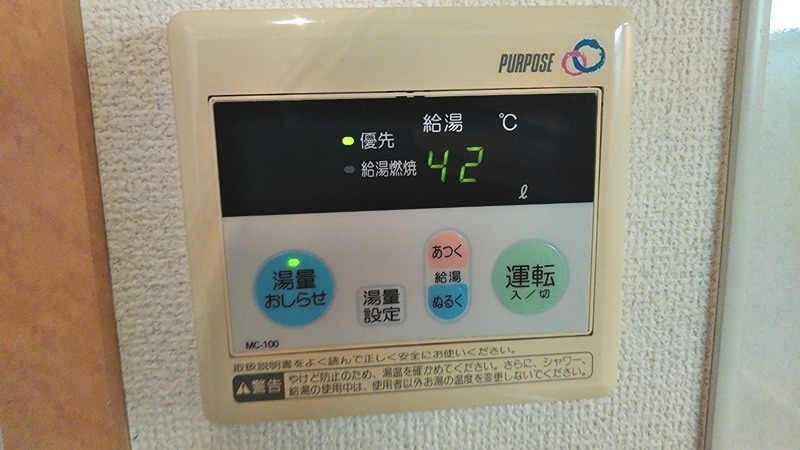 PURPOSE
給湯 ℃
優先
給湯燃焼
42
ℓ
湯量
おしらせ
湯量
設定
あつく
給湯
ぬるく
運転
入/切
MC-100
取扱説明書をよく読んで正しく安全にお使いください。
警告
やけど防止のため、湯温を確かめてください。さらに、シャワー、
給湯の使用中は、使用者以外お湯の温度を変更しないでください。